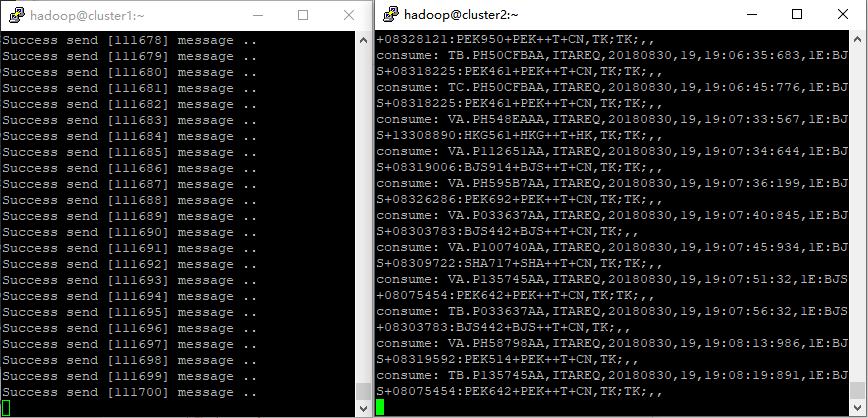 hadoop@cluster1:~
Success send [111678] message ..
Success send [111679] message ..
Success send [111680] message ..
Success send [111681] message ..
Success send [111682] message ..
Success send [111683] message ..
Success send [111684] message ..
Success send [111685] message ..
Success send [111686] message ..
Success send [111687] message ..
Success send [111688] message ..
Success send [111689] message ..
Success send [111690] message ..
Success send [111691] message ..
Success send [111692] message ..
Success send [111693] message ..
Success send [111694] message ..
Success send [111695] message ..
Success send [111696] message ..
Success send [111697] message ..
Success send [111698] message ..
Success send [111699] message ..
Success send [111700] message ..
hadoop@cluster2:~
+08328121:PEK950+PEK++T+CN,TK;TK;,,
consume: TB.PH50CFBAA,ITAREQ,20180830,19,19:06:35:683,1E:BJ
S+08318225:PEK461+PEK++T+CN,TK;TK;,,
consume: TC.PH50CFBAA,ITAREQ,20180830,19,19:06:45:776,1E:BJ
S+08318225:PEK461+PEK++T+CN,TK;TK;,,
consume: VA.PH548EAAA,ITAREQ,20180830,19,19:07:33:567,1E:BJ
S+13308890:HKG561+HKG++T+HK,TK;TK;,,
consume: VA.P112651AA,ITAREQ,20180830,19,19:07:34:644,1E:BJ
S+08319006:BJS914+BJS++T+CN,TK;TK;,,
consume: VA.PH595B7AA,ITAREQ,20180830,19,19:07:36:199,1E:BJ
S+08326286:PEK692+PEK++T+CN,TK;TK;,,
consume: VA.P033637AA,ITAREQ,20180830,19,19:07:40:845,1E:BJ
S+08303783:BJS442+BJS++T+CN,TK;,,
consume: VA.P100740AA,ITAREQ,20180830,19,19:07:45:934,1E:BJ
S+08309722:SHA717+SHA++T+CN,TK;TK;,,
consume: VA.P135745AA,ITAREQ,20180830,19,19:07:51:32,1E:BJS
+08075454:PEK642+PEK++T+CN,TK;TK;,,
consume: TB.P033637AA,ITAREQ,20180830,19,19:07:56:32,1E:BJS
+08303783:BJS442+BJS++T+CN,TK;,,
consume: VA.PH58798AA,ITAREQ,20180830,19,19:08:13:986,1E:BJ
S+08319592:PEK514+PEK++T+CN,TK;TK;,,
consume: TB.P135745AA,ITAREQ,20180830,19,19:08:19:891,1E:BJ
S+08075454:PEK642+PEK++T+CN,TK;TK;,,